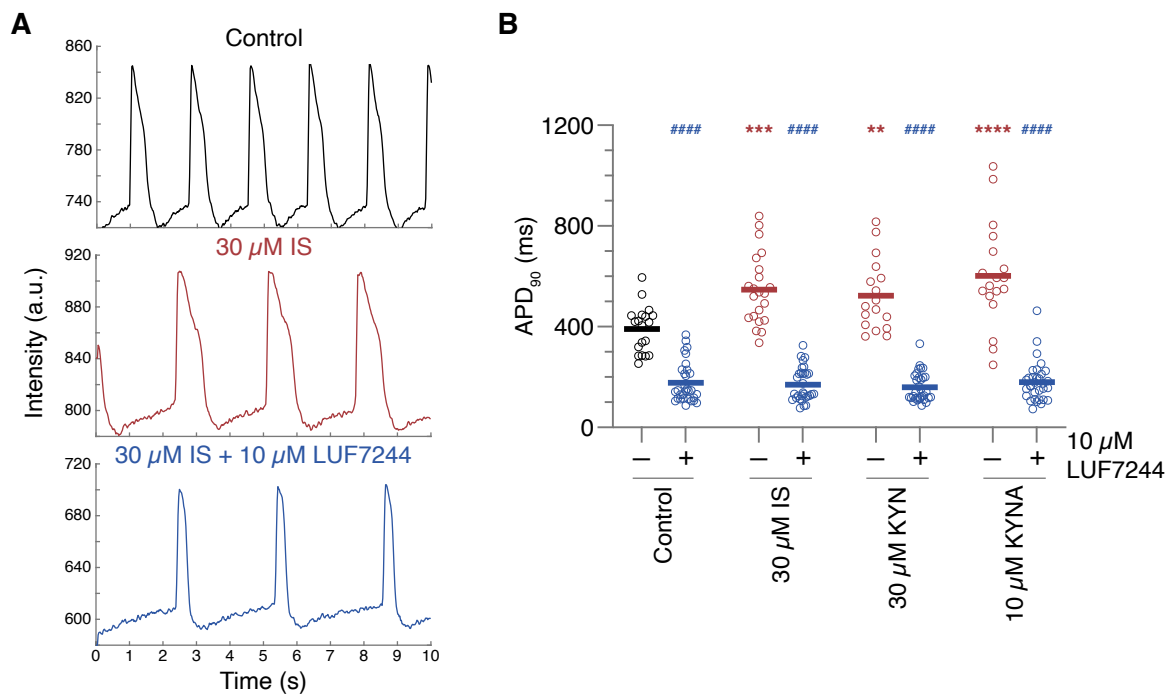 A
Control
860
820
780
740
30 µM IS
920
880
840
800
Intensity (a.u.)
30 µM IS + 10 µM LUF7244
720
680
640
600
0 1 2 3 4 5 6 7 8 9 10
Time (s)
B
#### *** #### ** #### **** ####
1200
800
400
0
APD90 (ms)
– + – + – + – +
10 µM
LUF7244
Control
30 µM IS
30 µM KYN
10 µM KYNA